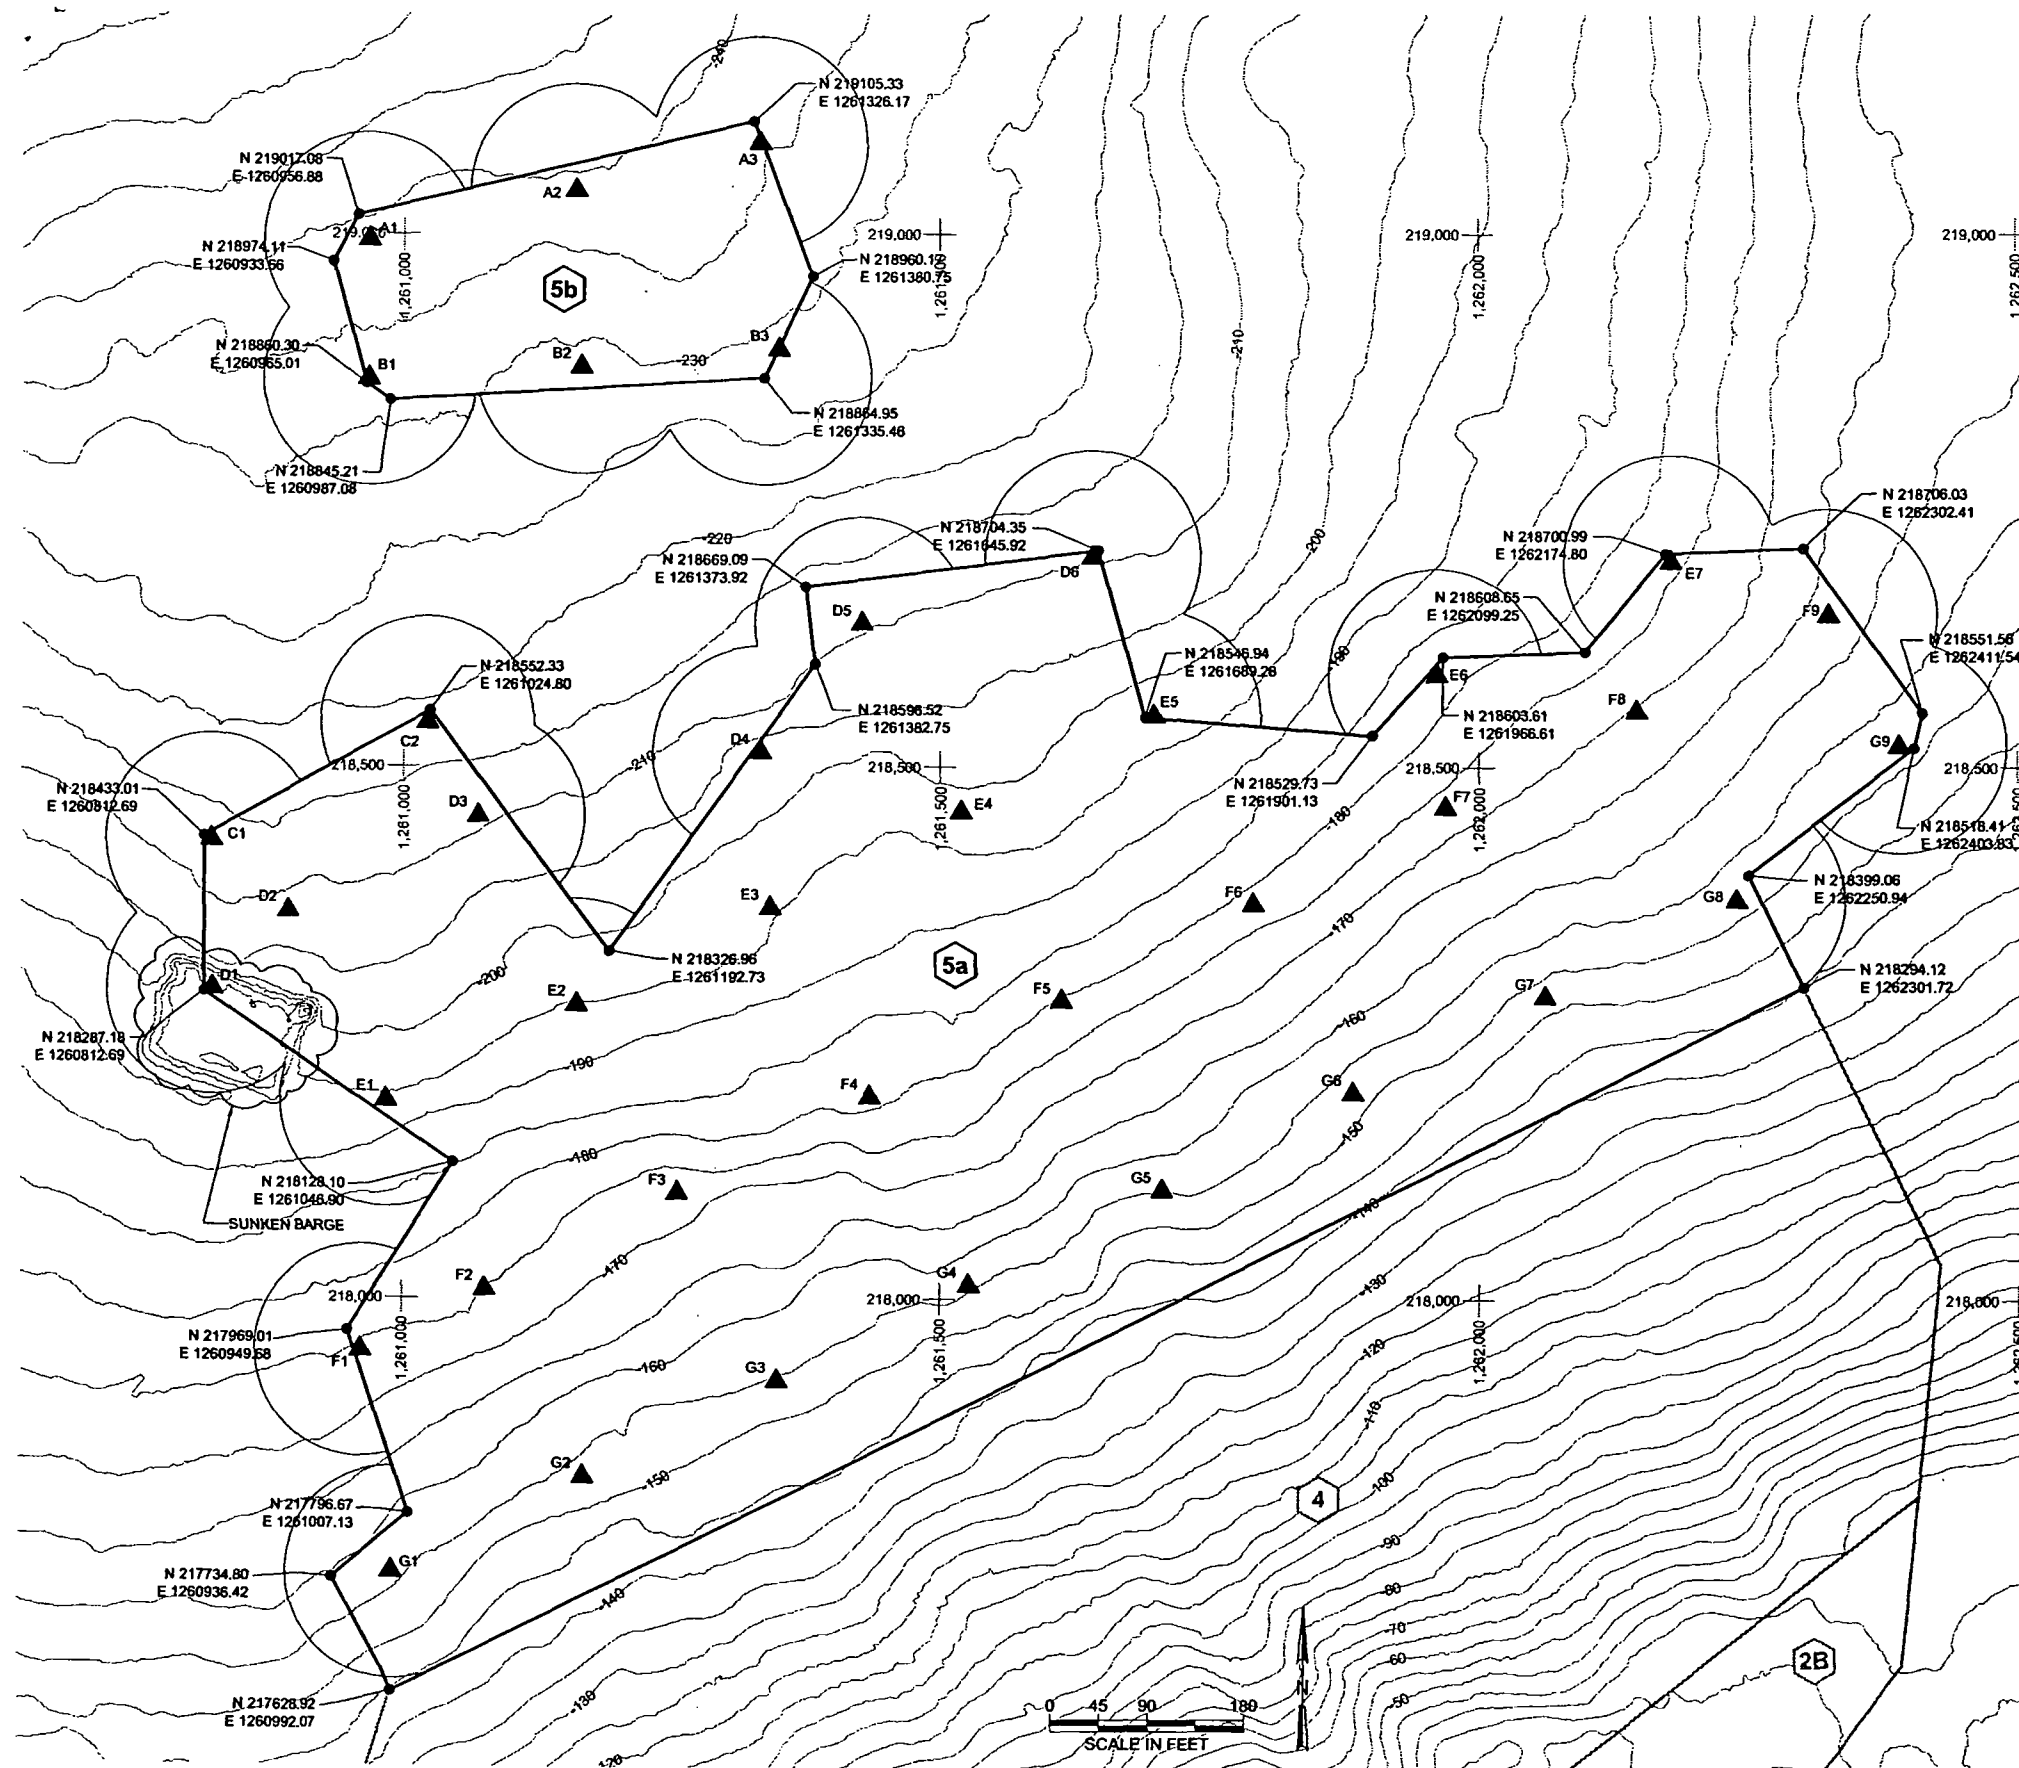 -240
N 219105.33
E 1261326.17
A3
N 219017.08
E 1260956.88
A2
A1
219,000
219,000
219,000
219,000
N 218974.11
E 1260933.66
1,261,000
N 218960.12
E 1261380.75
1,262,000
5b
N 218860.30
E 1260965.01
B1
B2
B3
-230
-210
N 218864.95
E 1261335.46
N 218845.21
E 1260987.08
N 218706.03
E 1262302.41
-220
N 218704.35
E 1261645.92
N 218700.99
E 1262174.80
200
N 218669.09
E 1261373.92
D6
E7
N 218608.65
E 1262099.25
D5
F9
N 218551.56
E 1262411.54
N 218552.33
E 1261024.80
N 218546.94
E 1261689.28
-190
E6
E5
F8
N 218596.52
E 1261382.75
N 218603.61
E 1261966.61
C2
D4
G9
218,500
-210
218,500
218,500
218,500
N 218433.01
E 1260812.69
N 218529.73
E 1261901.13
D3
E4
F7
1,261,000
1,261,500
1,262,000
-180
C1
N 218518.41
E 1262403.83
D2
E3
F6
G8
N 218399.06
E 1262250.94
-170
N 218326.96
E 1261192.73
5a
-200
D1
E2
F5
G7
N 218294.12
E 1262301.72
-160
N 218287.18
E 1260812.69
-190
E1
F4
G6
-150
-180
N 218128.10
E 1261048.90
F3
G5
SUNKEN BARGE
-140
-170
F2
G4
-130
218,000
218,000
218,000
218,000
N 217969.01
E 1260949.68
F1
1,261,000
1,261,500
1,262,000
-120
-160
G3
-110
G2
-150
-100
4
N 217796.67
E 1261007.13
-90
G1
N 217734.80
E 1260936.42
-80
-140
-70
-60
2B
N 217628.92
E 1260992.07
-130
-50
N
0 45 90 180
SCALE IN FEET
-120